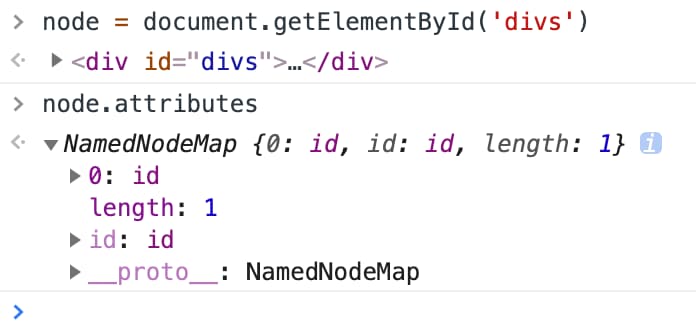 > node = document.getElementById('divs')
<· ▶<div id="divs">…</div>
> node.attributes
<· ▼NamedNodeMap {0: id, id: id, length: 1} i
▶0: id
length: 1
▶id: id
▶__proto__: NamedNodeMap
>